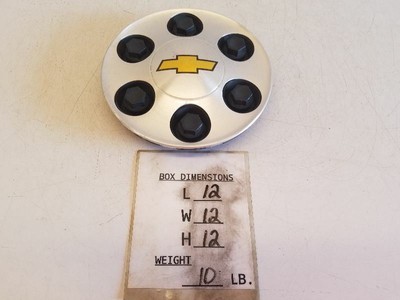 BOX DIMENSIONS
L 12
W 12
H 12
WEIGHT
10 LB.